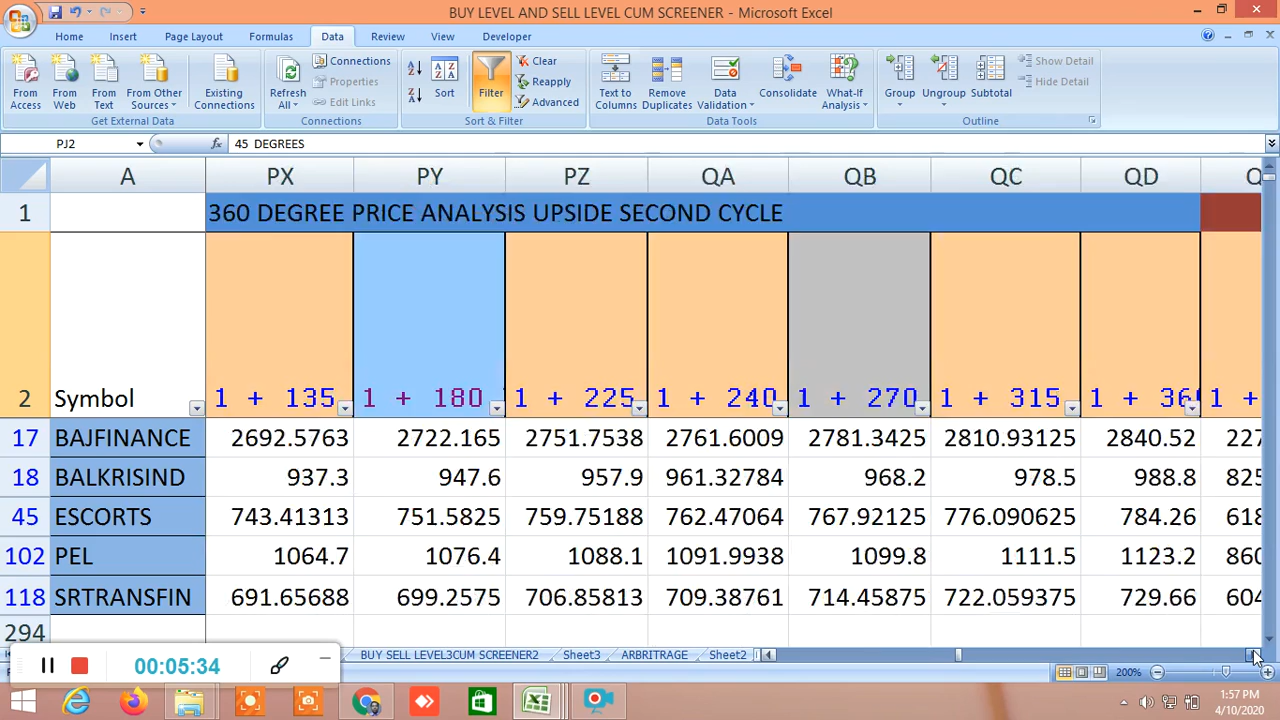 BUY LEVEL AND SELL LEVEL CUM SCREENER - Microsoft Excel
Home Insert Page Layout Formulas Data Review View Developer
From Access
From Web
From Text
From Other Sources
Existing Connections
Get External Data
Refresh All
Connections
Properties
Edit Links
Connections
Sort
Filter
Clear
Reapply
Advanced
Sort & Filter
Text to Columns
Remove Duplicates
Data Validation
Consolidate
What-If Analysis
Data Tools
Group
Ungroup
Subtotal
Show Detail
Hide Detail
Outline
PJ2 fx 45 DEGREES
A PX PY PZ QA QB QC QD Q
1 360 DEGREE PRICE ANALYSIS UPSIDE SECOND CYCLE
2 Symbol 1 + 135 1 + 180 1 + 225 1 + 240 1 + 270 1 + 315 1 + 36 1 +
17 BAJFINANCE 2692.5763 2722.165 2751.7538 2761.6009 2781.3425 2810.93125 2840.52 227
18 BALKRISIND 937.3 947.6 957.9 961.32784 968.2 978.5 988.8 825
45 ESCORTS 743.41313 751.5825 759.75188 762.47064 767.92125 776.090625 784.26 618
102 PEL 1064.7 1076.4 1088.1 1091.9938 1099.8 1111.5 1123.2 860
118 SRTRANSFIN 691.65688 699.2575 706.85813 709.38761 714.45875 722.059375 729.66 604
294
00:05:34
BUY SELL LEVEL3CUM SCREENER2 Sheet3 ARBRITRAGE Sheet2
200%
1:57 PM
4/10/2020